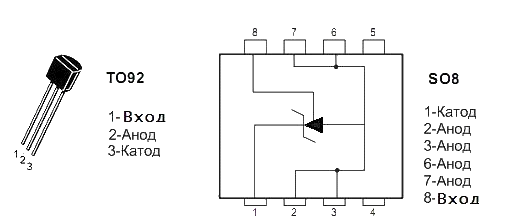 TO92
1-Вход
2-Анод
3-Катод
1
2
3
8 7 6 5
1 2 3 4
SO8
1-Катод
2-Анод
3-Анод
6-Анод
7-Анод
8-Вход